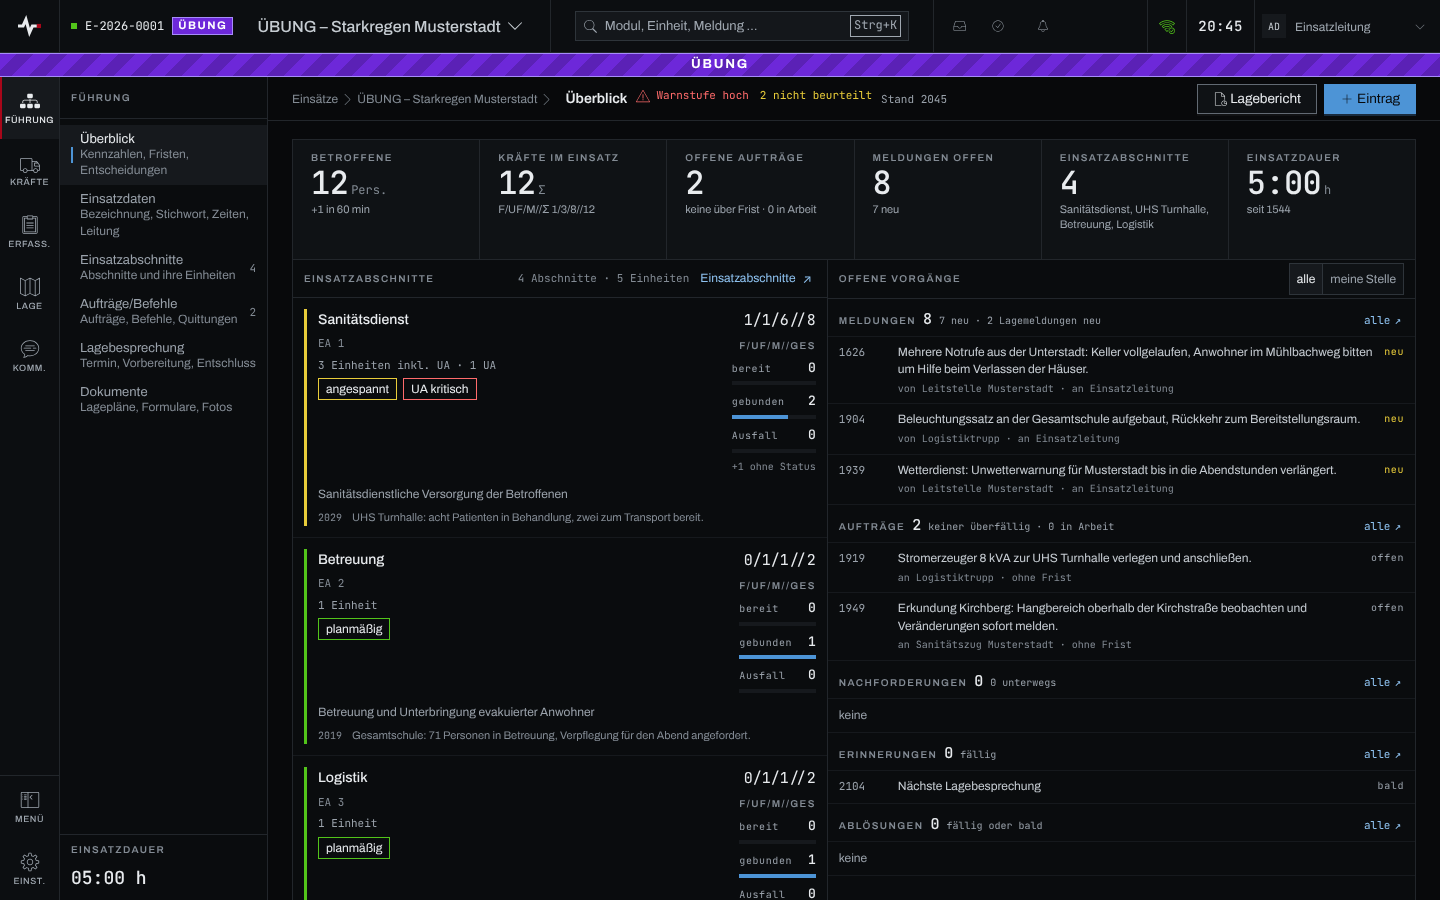 E-2026-0001 ÜBUNG ÜBUNG – Starkregen Musterstadt Modul, Einheit, Meldung ... Strg+K 20:45 AD Einsatzleitung
ÜBUNG
FÜHRUNG
KRÄFTE
ERFASS.
LAGE
KOMM.
MENÜ
EINST.
FÜHRUNG
Überblick
Kennzahlen, Fristen,
Entscheidungen
Einsatzdaten
Bezeichnung, Stichwort, Zeiten,
Leitung
Einsatzabschnitte
Abschnitte und ihre Einheiten 4
Aufträge/Befehle
Aufträge, Befehle, Quittungen 2
Lagebesprechung
Termin, Vorbereitung, Entschluss
Dokumente
Lagepläne, Formulare, Fotos
EINSATZDAUER
05:00 h
Einsätze ÜBUNG – Starkregen Musterstadt Überblick Warnstufe hoch 2 nicht beurteilt Stand 2045 Lagebericht + Eintrag
BETROFFENE
12 Pers.
+1 in 60 min
KRÄFTE IM EINSATZ
12 Σ
F/UF/M//Σ 1/3/8//12
OFFENE AUFTRÄGE
2
keine über Frist · 0 in Arbeit
MELDUNGEN OFFEN
8
7 neu
EINSATZABSCHNITTE
4
Sanitätsdienst, UHS Turnhalle,
Betreuung, Logistik
EINSATZDAUER
5:00 h
seit 1544
EINSATZABSCHNITTE 4 Abschnitte · 5 Einheiten Einsatzabschnitte ↗
Sanitätsdienst 1/1/6//8
EA 1 F/UF/M//GES
3 Einheiten inkl. UA · 1 UA
angespannt UA kritisch
bereit 0
gebunden 2
Ausfall 0
+1 ohne Status
Sanitätsdienstliche Versorgung der Betroffenen
2029 UHS Turnhalle: acht Patienten in Behandlung, zwei zum Transport bereit.
Betreuung 0/1/1//2
EA 2 F/UF/M//GES
1 Einheit
planmäßig
bereit 0
gebunden 1
Ausfall 0
Betreuung und Unterbringung evakuierter Anwohner
2019 Gesamtschule: 71 Personen in Betreuung, Verpflegung für den Abend angefordert.
Logistik 0/1/1//2
EA 3 F/UF/M//GES
1 Einheit
planmäßig
bereit 0
gebunden 1
Ausfall 0
OFFENE VORGÄNGE alle meine Stelle
MELDUNGEN 8 7 neu · 2 Lagemeldungen neu alle ↗
1626 Mehrere Notrufe aus der Unterstadt: Keller vollgelaufen, Anwohner im Mühlbachweg bitten neu
um Hilfe beim Verlassen der Häuser.
von Leitstelle Musterstadt · an Einsatzleitung
1904 Beleuchtungssatz an der Gesamtschule aufgebaut, Rückkehr zum Bereitstellungsraum. neu
von Logistiktrupp · an Einsatzleitung
1939 Wetterdienst: Unwetterwarnung für Musterstadt bis in die Abendstunden verlängert. neu
von Leitstelle Musterstadt · an Einsatzleitung
AUFTRÄGE 2 keiner überfällig · 0 in Arbeit alle ↗
1919 Stromerzeuger 8 kVA zur UHS Turnhalle verlegen und anschließen. offen
an Logistiktrupp · ohne Frist
1949 Erkundung Kirchberg: Hangbereich oberhalb der Kirchstraße beobachten und offen
Veränderungen sofort melden.
an Sanitätszug Musterstadt · ohne Frist
NACHFORDERUNGEN 0 0 unterwegs alle ↗
keine
ERINNERUNGEN 0 fällig alle ↗
2104 Nächste Lagebesprechung bald
ABLÖSUNGEN 0 fällig oder bald alle ↗
keine